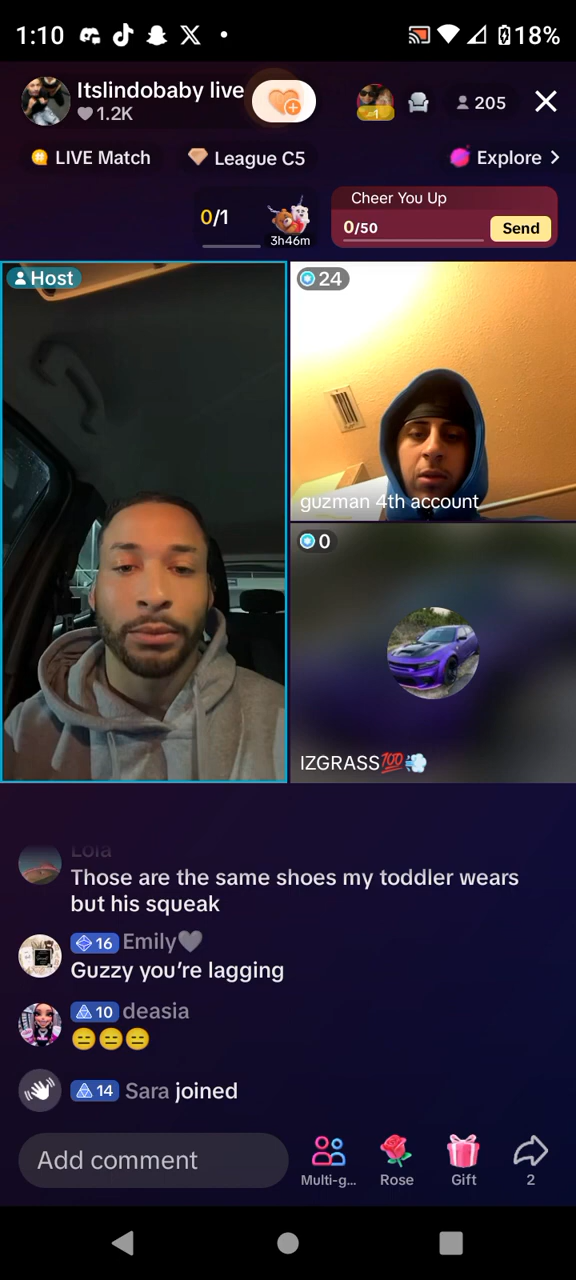 1:10
18%
Itslindobaby live
1.2K
1
205
LIVE Match
League C5
Explore >
0/1
3h46m
Cheer You Up
0/50
Send
Host
24
guzman 4th account
0
IZGRASS💯💨
Lola
Those are the same shoes my toddler wears
but his squeak
16 Emily🩶
Guzzy you’re lagging
10 deasia
😑😑😑
14 Sara joined
Add comment
Multi-g...
Rose
Gift
2